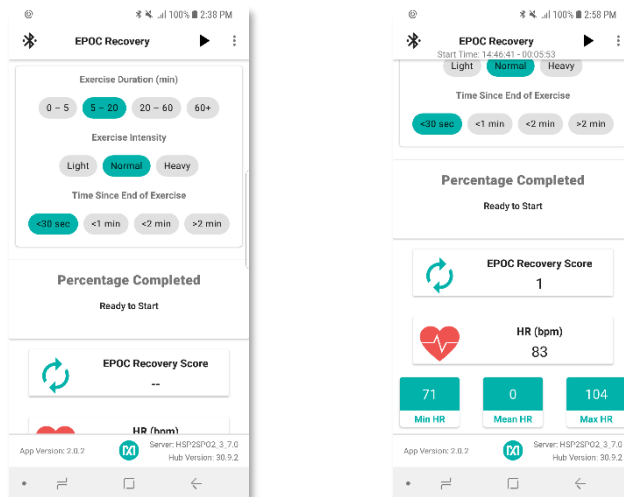 100% 2:38 PM
EPOC Recovery
Exercise Duration (min)
0 – 5 5 – 20 20 – 60 60+
Exercise Intensity
Light Normal Heavy
Time Since End of Exercise
<30 sec <1 min <2 min >2 min
Percentage Completed
Ready to Start
EPOC Recovery Score
--
HR (bpm)
App Version: 2.0.2
Server: HSP2SPO2_3_7.0
Hub Version: 30.9.2
100% 2:58 PM
EPOC Recovery
Start Time: 14:46:41 - 00:05:53
Light Normal Heavy
Time Since End of Exercise
<30 sec <1 min <2 min >2 min
Percentage Completed
Ready to Start
EPOC Recovery Score
1
HR (bpm)
83
71 0 104
Min HR Mean HR Max HR
App Version: 2.0.2
Server: HSP2SPO2_3_7.0
Hub Version: 30.9.2